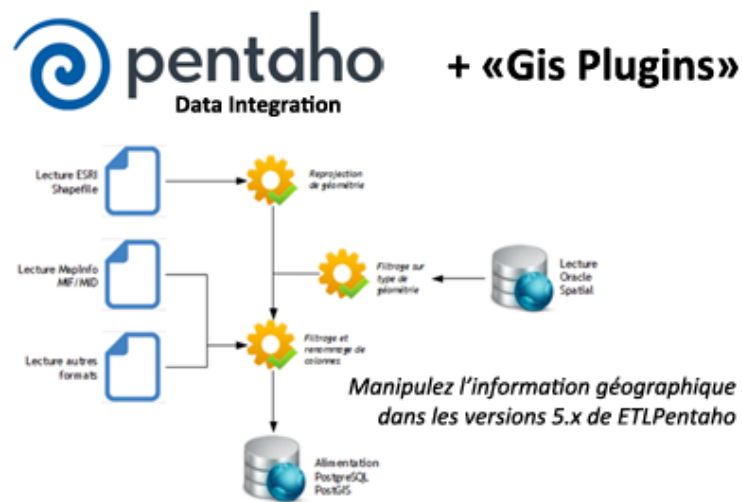 pentaho
Data Integration
+ «Gis Plugins»
Lecture ESRI
Shapefile
Reprojection
de géométrie
Lecture MapInfo
MIF/MID
Filtrage sur
type de
géométrie
Lecture
Oracle
Spatial
Lecture autres
formats
Filtrage et
renommage de
colonnes
Manipulez l'information géographique
dans les versions 5.x de ETLPentaho
Alimentation
PostgreSQL
PostGIS